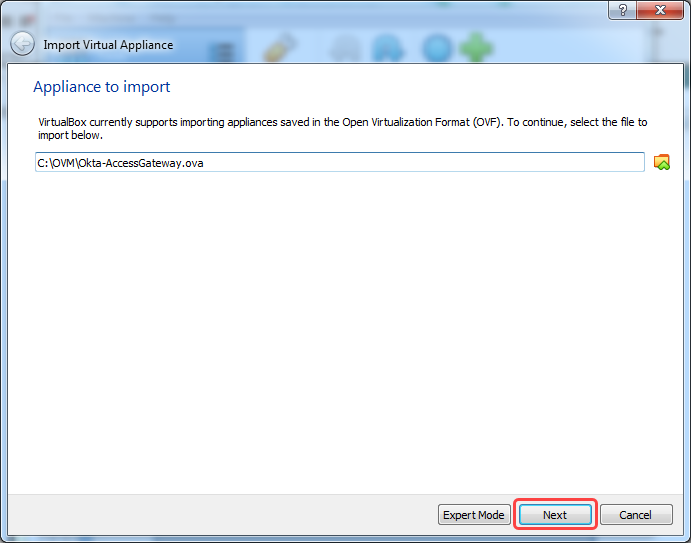 ?
Import Virtual Appliance
Appliance to import
VirtualBox currently supports importing appliances saved in the Open Virtualization Format (OVF). To continue, select the file to
import below.
C:\OVM\Okta-AccessGateway.ova
Expert Mode
Next
Cancel